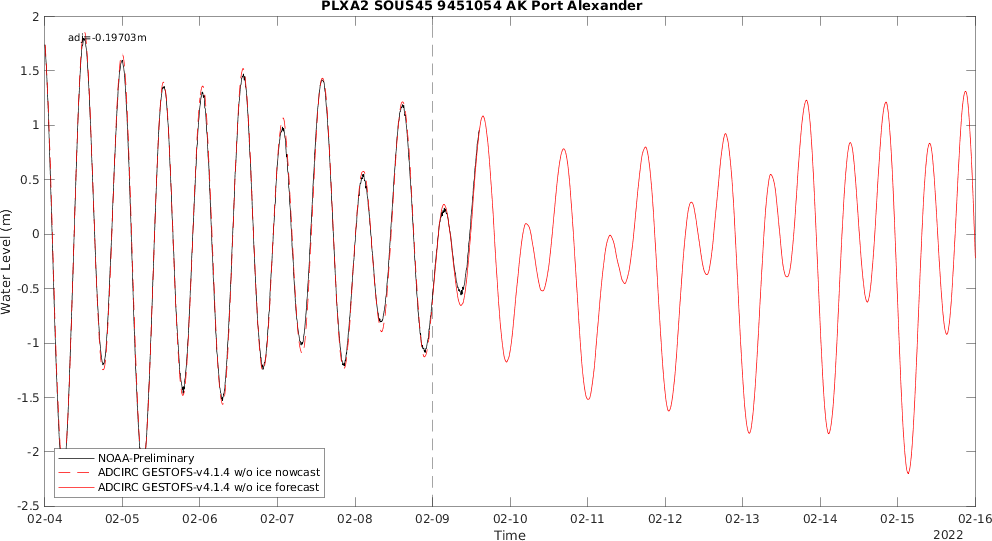 PLXA2 SOUS45 9451054 AK Port Alexander
adj=-0.19703m
2
1.5
1
0.5
0
-0.5
-1
-1.5
-2
-2.5
Water Level (m)
NOAA-Preliminary
ADCIRC GESTOFS-v4.1.4 w/o ice nowcast
ADCIRC GESTOFS-v4.1.4 w/o ice forecast
02-04 02-05 02-06 02-07 02-08 02-09 02-10 02-11 02-12 02-13 02-14 02-15 02-16
Time
2022